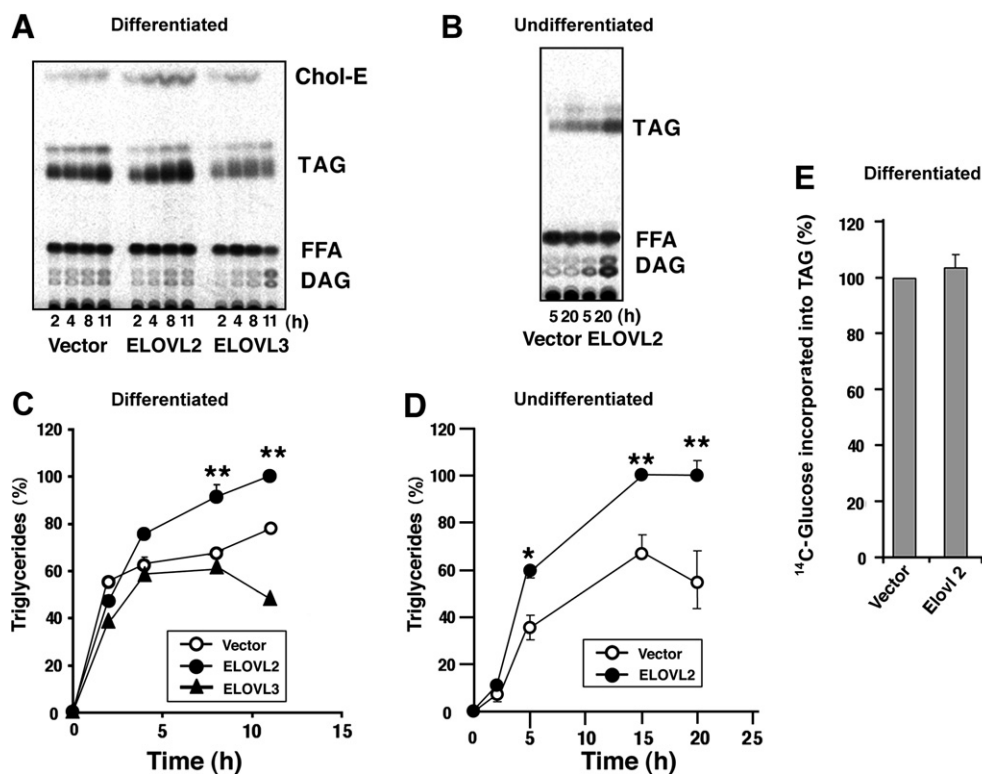 A
Differentiated
Chol-E
TAG
FFA
DAG
2 4 8 11 2 4 8 11 2 4 8 11 (h)
Vector ELOVL2 ELOVL3
B
Undifferentiated
TAG
FFA
DAG
5 20 5 20 (h)
Vector ELOVL2
C
Differentiated
Triglycerides (%)
120
100
80
60
40
20
0
** **
Vector
ELOVL2
ELOVL3
0 5 10 15
Time (h)
D
Undifferentiated
Triglycerides (%)
120
100
80
60
40
20
0
* ** **
Vector
ELOVL2
0 5 10 15 20 25
Time (h)
E
Differentiated
¹⁴C-Glucose incorporated into TAG (%)
120
100
80
60
40
20
0
Vector
Elovl 2